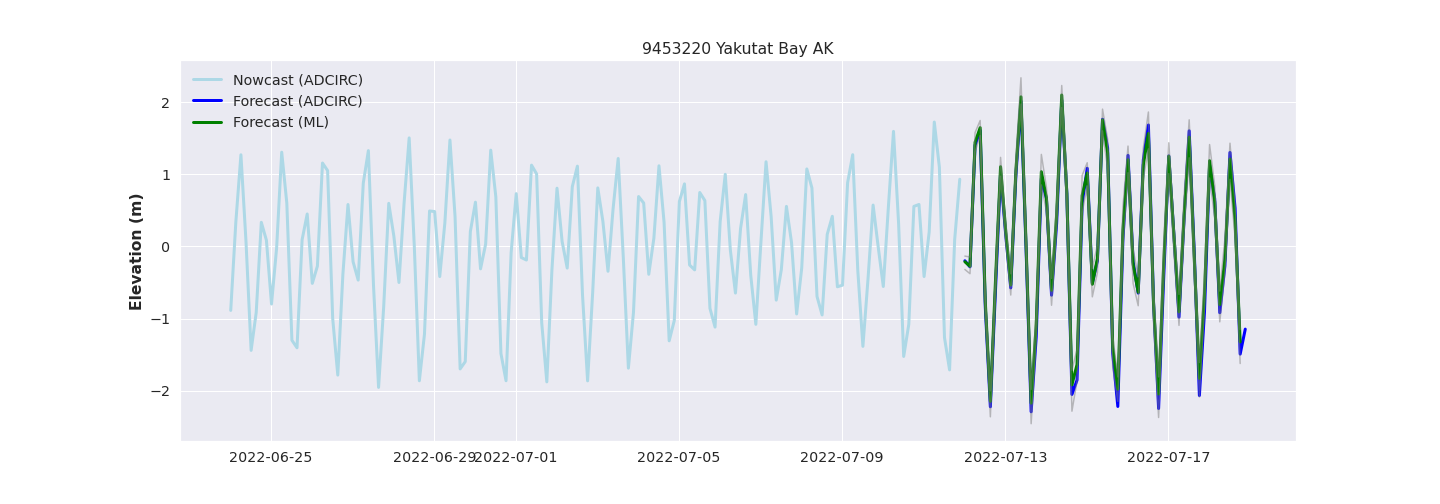 9453220 Yakutat Bay AK
Nowcast (ADCIRC)
Forecast (ADCIRC)
Forecast (ML)
Elevation (m)
2
1
0
−1
−2
2022-06-25
2022-06-29
2022-07-01
2022-07-05
2022-07-09
2022-07-13
2022-07-17